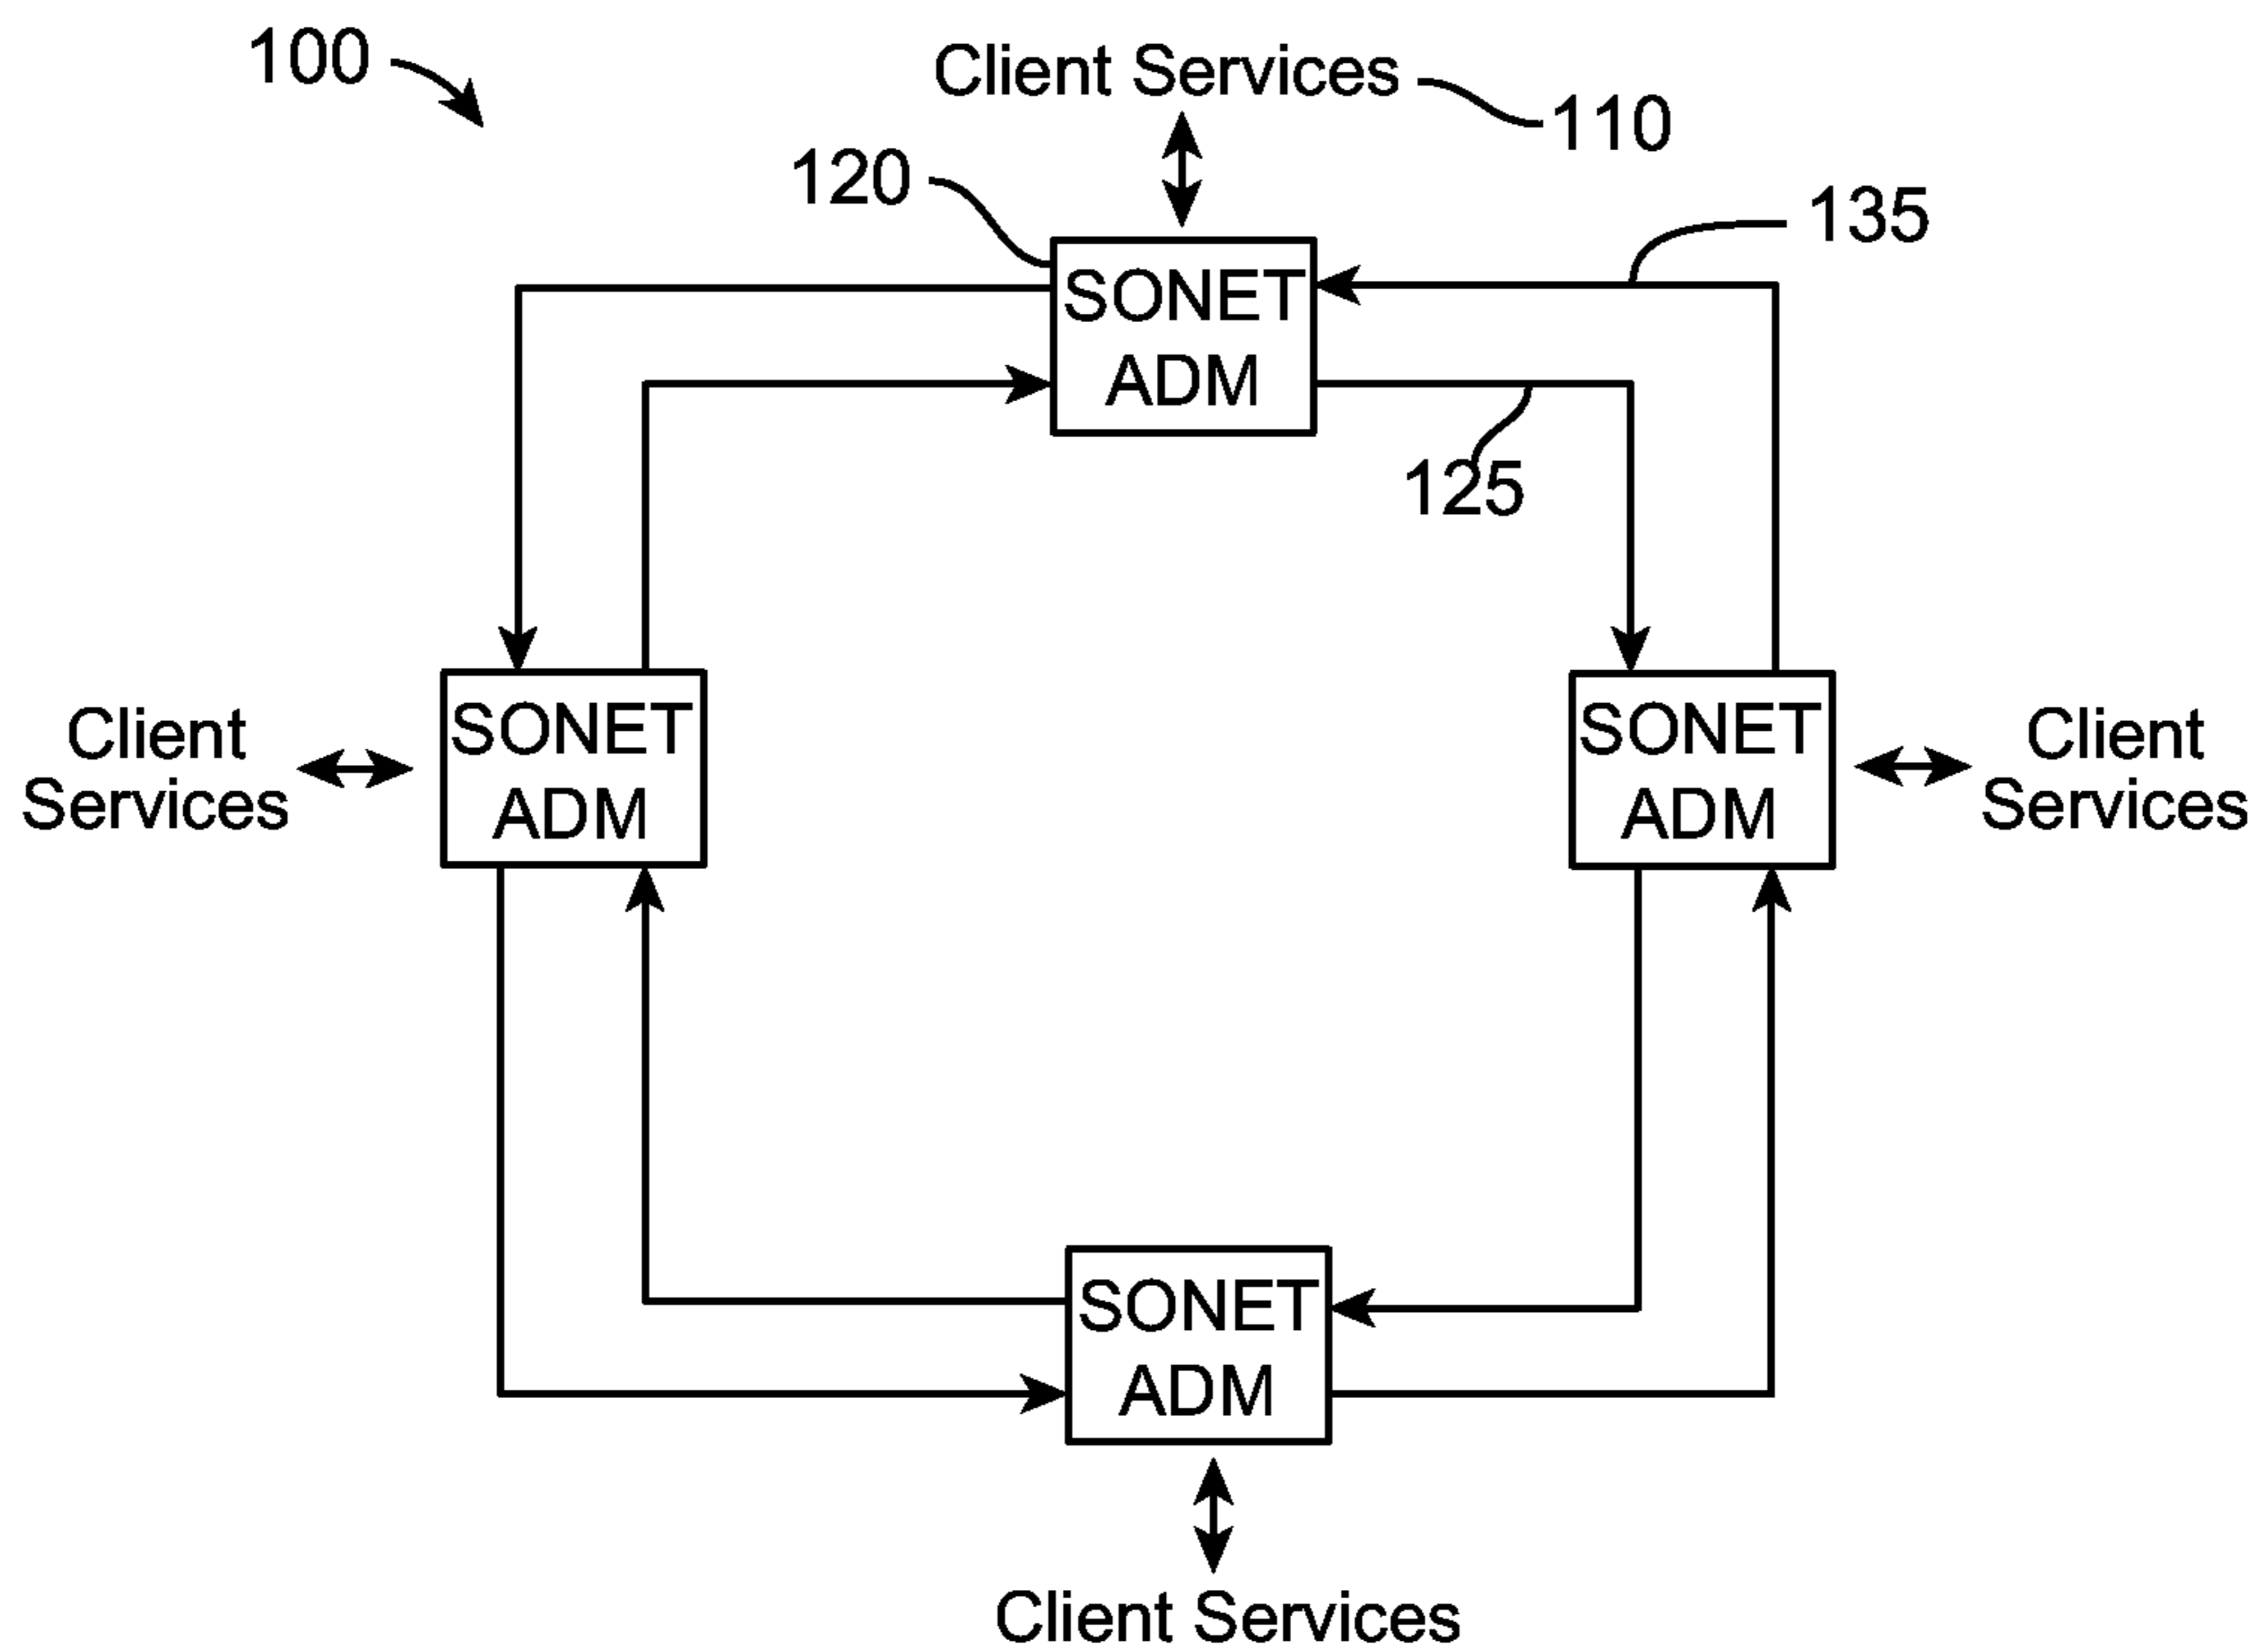 100
Client Services
110
120
135
SONET
ADM
125
Client
Services
SONET
ADM
SONET
ADM
Client
Services
SONET
ADM
Client Services